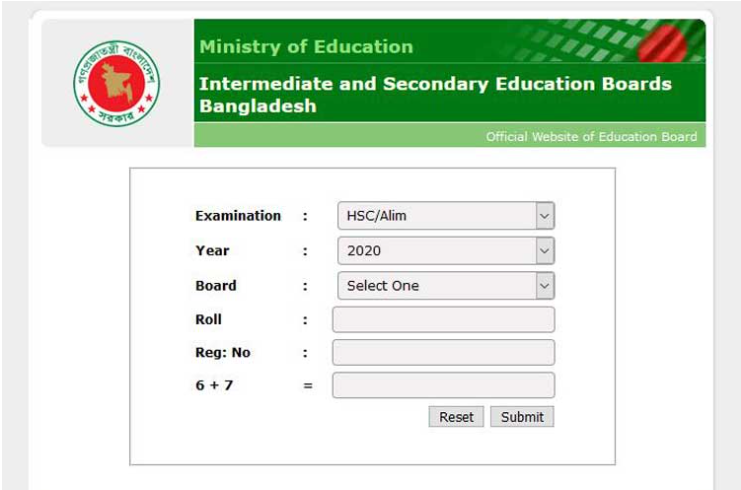 গণপ্রজাতন্ত্রী বাংলাদেশ
সরকার
Ministry of Education
Intermediate and Secondary Education Boards
Bangladesh
Official Website of Education Board
Examination : HSC/Alim
Year : 2020
Board : Select One
Roll :
Reg: No :
6 + 7 =
Reset Submit